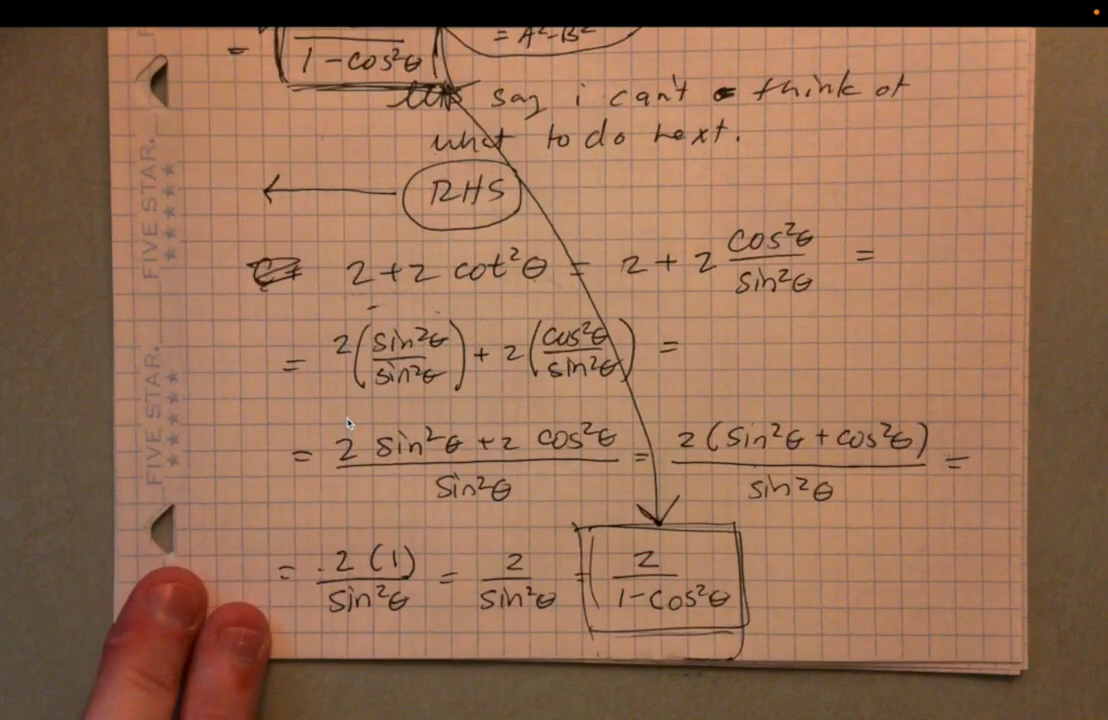 = 1 - cos²θ = A² - B²
say i can't think of
what to do next.
RHS
2 + 2 cot²θ = 2 + 2 cos²θ/sin²θ =
= 2(sin²θ/sin²θ) + 2(cos²θ/sin²θ) =
= (2 sin²θ + 2 cos²θ)/sin²θ = 2(sin²θ + cos²θ)/sin²θ =
= 2(1)/sin²θ = 2/sin²θ = 2/(1 - cos²θ)
FIVE STAR.
FIVE STAR.